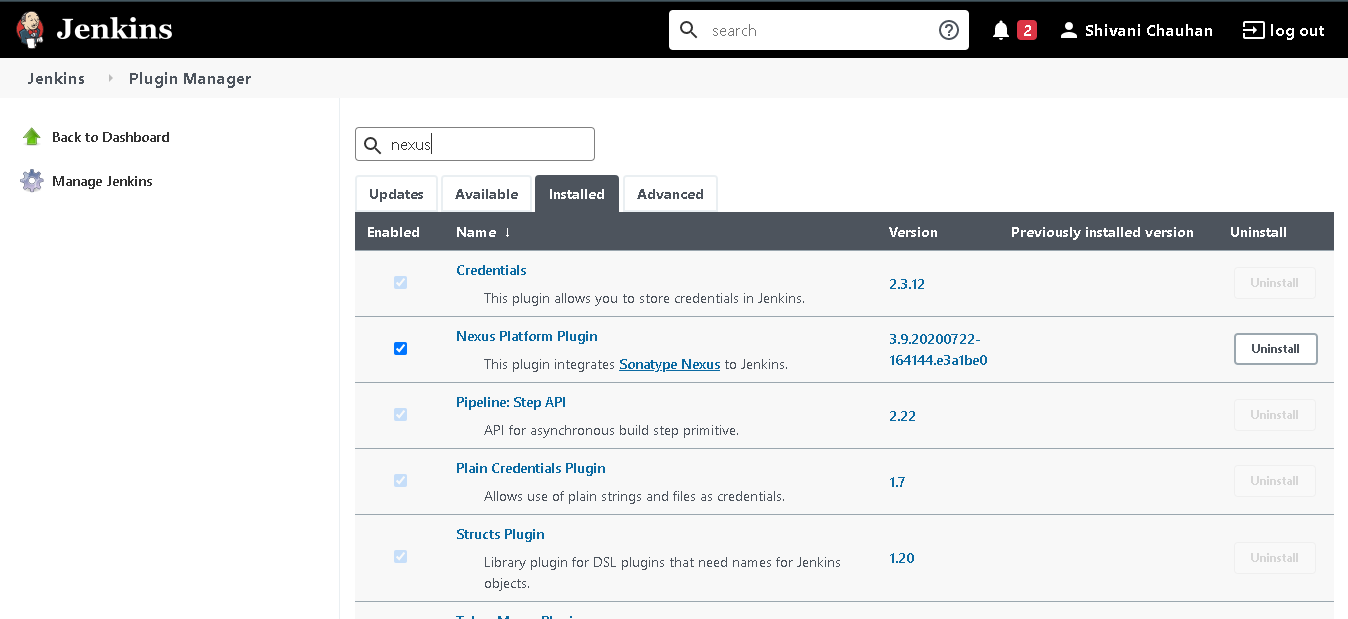 Jenkins
search
2
Shivani Chauhan
log out
Jenkins
Plugin Manager
Back to Dashboard
Manage Jenkins
nexus
Updates
Available
Installed
Advanced
Enabled
Name ↓
Version
Previously installed version
Uninstall
Credentials
This plugin allows you to store credentials in Jenkins.
2.3.12
Uninstall
Nexus Platform Plugin
This plugin integrates Sonatype Nexus to Jenkins.
3.9.20200722-
164144.e3a1be0
Uninstall
Pipeline: Step API
API for asynchronous build step primitive.
2.22
Uninstall
Plain Credentials Plugin
Allows use of plain strings and files as credentials.
1.7
Uninstall
Structs Plugin
Library plugin for DSL plugins that need names for Jenkins
objects.
1.20
Uninstall